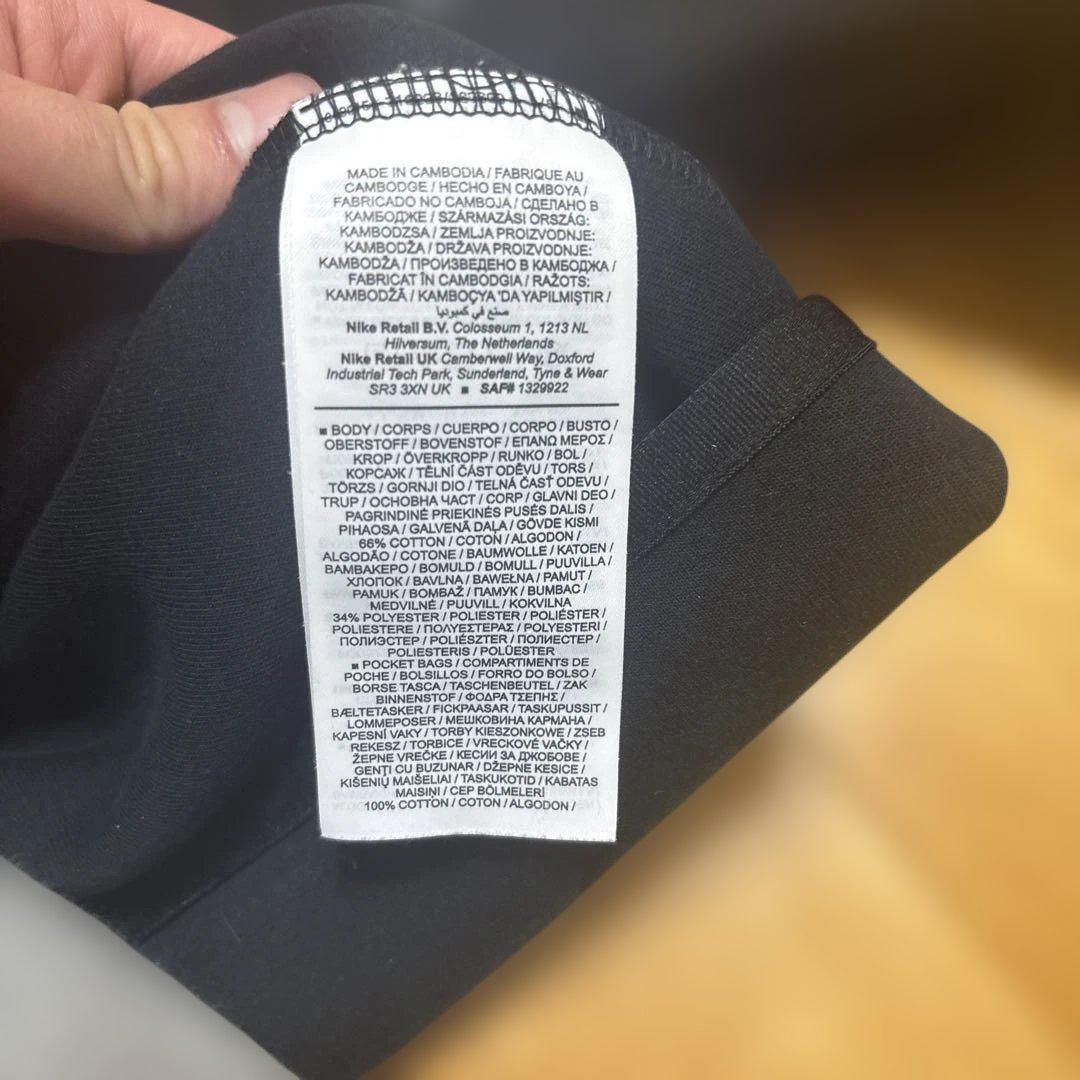 MADE IN CAMBODIA / FABRIQUE AU
CAMBODGE / HECHO EN CAMBOYA /
FABRICADO NO CAMBOJA / СДЕЛАНО В
КАМБОДЖЕ / SZÁRMAZÁSI ORSZÁG:
KAMBODZSA / ZEMLJA PROIZVODNJE:
KAMBODŽA / DRŽAVA PROIZVODNJE:
KAMBODŽA / ПРОИЗВЕДЕНО В КАМБОДЖА /
FABRICAT ÎN CAMBODGIA / RAŽOTS:
KAMBODŽĀ / KAMBOÇYA 'DA YAPILMIŞTIR /
صنع في كمبوديا
Nike Retail B.V. Colosseum 1, 1213 NL
Hilversum, The Netherlands
Nike Retail UK Camberwell Way, Doxford
Industrial Tech Park, Sunderland, Tyne & Wear
SR3 3XN UK ■ SAP# 1329922
■ BODY / CORPS / CUERPO / CORPO / BUSTO /
OBERSTOFF / BOVENSTOF / ΕΠΑΝΩ ΜΕΡΟΣ /
KROP / ÖVERKROPP / RUNKO / BOL /
КОРСАЖ / TĚLNÍ ČÁST ODĚVU / TORS /
TÖRZS / GORNJI DIO / TELNÁ ČASŤ ODEVU /
TRUP / ОСНОВНА ЧАСТ / CORP / GLAVNI DEO /
PAGRINDINĖ PRIEKINĖS PUSĖS DALIS /
PIHAOSA / GALVENĀ DAĻA / GÖVDE KISMI
66% COTTON / COTON / ALGODON /
ALGODÃO / COTONE / BAUMWOLLE / KATOEN /
ΒΑΜΒΑΚΕΡΟ / BOMULD / BOMULL / PUUVILLA /
ХЛОПОК / BAVLNA / BAWEŁNA / PAMUT /
PAMUK / BOMBAŽ / ПАМУК / BUMBAC /
MEDVILNĖ / PUUVILL / KOKVILNA
34% POLYESTER / POLIESTER / POLIÉSTER /
POLIESTERE / ΠΟΛΥΕΣΤΕΡΑΣ / POLYESTERI /
ПОЛИЭСТЕР / POLIÉSZTER / ПОЛИЕСТЕР /
POLIESTERIS / POLÜESTER
■ POCKET BAGS / COMPARTIMENTS DE
POCHE / BOLSILLOS / FORRO DO BOLSO /
BORSE TASCA / TASCHENBEUTEL / ZAK
BINNENSTOF / ΦΟΔΡΑ ΤΣΕΠΗΣ /
BÆLTETASKER / FICKPAASAR / TASKUPUSSIT /
LOMMEPOSER / МЕШКОВИНА КАРМАНА /
KAPESNÍ VAKY / TORBY KIESZONKOWE / ZSEB
REKESZ / TORBICE / VRECKOVÉ VAČKY /
ŽEPNE VREČKE / КЕСИИ ЗА ДЖОБОВЕ /
GENŢI CU BUZUNAR / DŽEPNE KESICE /
KIŠENIŲ MAIŠELIAI / TASKUKOTID / KABATAS
MAISIŅI / CEP BÖLMELERİ
100% COTTON / COTON / ALGODON /